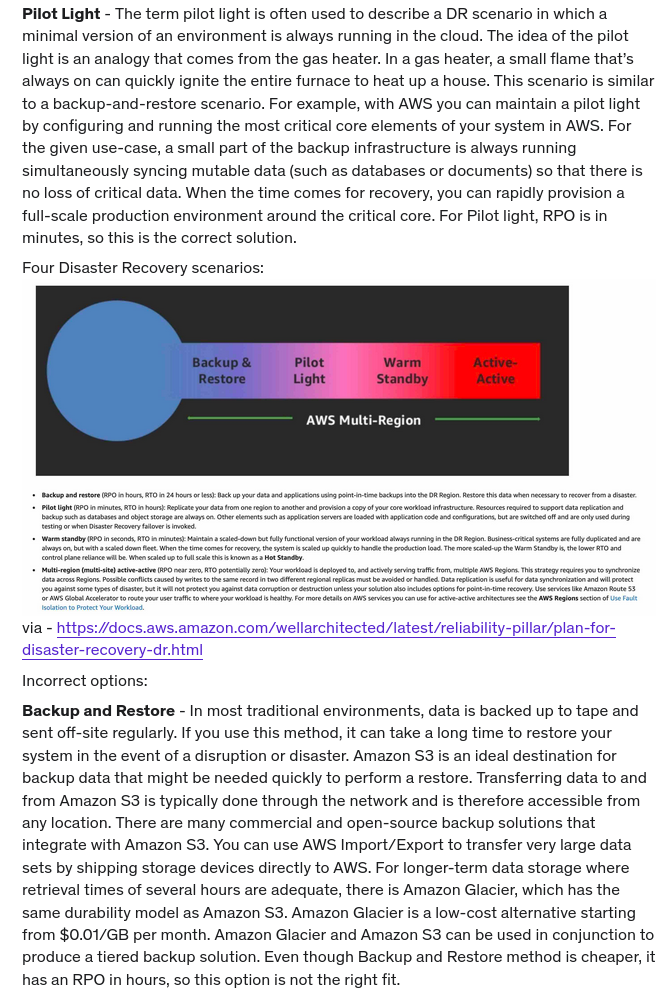 Pilot Light - The term pilot light is often used to describe a DR scenario in which a
minimal version of an environment is always running in the cloud. The idea of the pilot
light is an analogy that comes from the gas heater. In a gas heater, a small flame that's
always on can quickly ignite the entire furnace to heat up a house. This scenario is similar
to a backup-and-restore scenario. For example, with AWS you can maintain a pilot light
by configuring and running the most critical core elements of your system in AWS. For
the given use-case, a small part of the backup infrastructure is always running
simultaneously syncing mutable data (such as databases or documents) so that there is
no loss of critical data. When the time comes for recovery, you can rapidly provision a
full-scale production environment around the critical core. For Pilot light, RPO is in
minutes, so this is the correct solution.
Four Disaster Recovery scenarios:
Backup & Restore
Pilot Light
Warm Standby
Active-Active
AWS Multi-Region
• Backup and restore (RPO in hours, RTO in 24 hours or less): Back up your data and applications using point-in-time backups into the DR Region. Restore this data when necessary to recover from a disaster.
• Pilot light (RPO in minutes, RTO in hours): Replicate your data from one region to another and provision a copy of your core workload infrastructure. Resources required to support data replication and
backup such as databases and object storage are always on. Other elements such as application servers are loaded with application code and configurations, but are switched off and are only used during
testing or when Disaster Recovery failover is invoked.
• Warm standby (RPO in seconds, RTO in minutes): Maintain a scaled-down but fully functional version of your workload always running in the DR Region. Business-critical systems are fully duplicated and are
always on, but with a scaled down fleet. When the time comes for recovery, the system is scaled up quickly to handle the production load. The more scaled-up the Warm Standby is, the lower RTO and
control plane reliance will be. When scaled up to full scale this is known as a Hot Standby.
• Multi-region (multi-site) active-active (RPO near zero, RTO potentially zero): Your workload is deployed to, and actively serving traffic from, multiple AWS Regions. This strategy requires you to synchronize
data across Regions. Possible conflicts caused by writes to the same record in two different regional replicas must be avoided or handled. Data replication is useful for data synchronization and will protect
you against some types of disaster, but it will not protect you against data corruption or destruction unless your solution also includes options for point-in-time recovery. Use services like Amazon Route 53
or AWS Global Accelerator to route your user traffic to where your workload is healthy. For more details on AWS services you can use for active-active architectures see the AWS Regions section of Use Fault
Isolation to Protect Your Workload.
via - https://docs.aws.amazon.com/wellarchitected/latest/reliability-pillar/plan-for-
disaster-recovery-dr.html
Incorrect options:
Backup and Restore - In most traditional environments, data is backed up to tape and
sent off-site regularly. If you use this method, it can take a long time to restore your
system in the event of a disruption or disaster. Amazon S3 is an ideal destination for
backup data that might be needed quickly to perform a restore. Transferring data to and
from Amazon S3 is typically done through the network and is therefore accessible from
any location. There are many commercial and open-source backup solutions that
integrate with Amazon S3. You can use AWS Import/Export to transfer very large data
sets by shipping storage devices directly to AWS. For longer-term data storage where
retrieval times of several hours are adequate, there is Amazon Glacier, which has the
same durability model as Amazon S3. Amazon Glacier is a low-cost alternative starting
from $0.01/GB per month. Amazon Glacier and Amazon S3 can be used in conjunction to
produce a tiered backup solution. Even though Backup and Restore method is cheaper, it
has an RPO in hours, so this option is not the right fit.